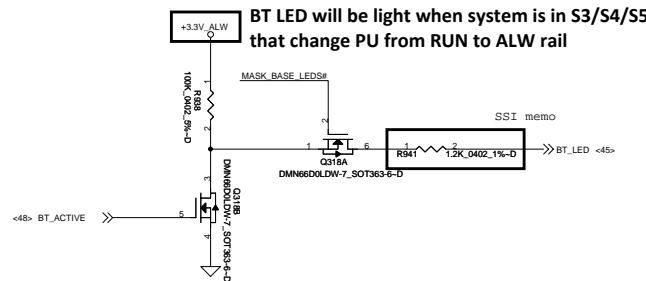 BT LED will be light when system is in S3/S4/S5
that change PU from RUN to ALW rail
+3.3V_ALW
MASK_BASE_LEDS#
1
R938
100K_0402_5%~D
2
SSI memo
2
1
6
Q318A
DMN66D0LDW-7_SOT363-6~D
1
2
R941
1.2K_0402_1%~D
BT_LED <45>
3
Q318B
DMN66D0LDW-7_SOT363-6~D
<48> BT_ACTIVE
5
4